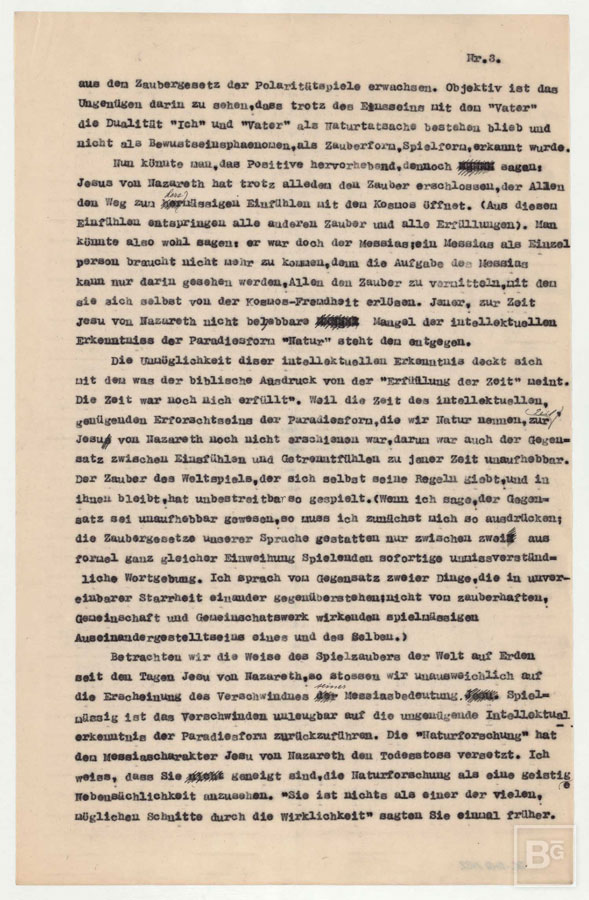 Nr.3.
aus dem Zaubergesetz der Polaritätspiele erwachsen. Objektiv ist das
Ungenügen darin zu sehen,dass trotz des Einsseins mit dem "Vater"
die Dualität "Ich" und "Vater" als Naturtatsache bestehen blieb und
nicht als Bewustseinsphaenomen,als Zauberform,Spielform,erkannt wurde.
Nun könnte man,das Positive hervorhebend,dennoch sagen:
Jesus von Nazareth hat trotz alledem den Zauber erschlossen,der Allen
den Weg zum mässigen Einfühlen mit dem Kosmos öffnet. (Aus diesem
Einfühlen entspringen alle anderen Zauber und alle Erfüllungen). Man
könnte also wohl sagen: er war doch der Messias;ein Messias als Einzel
person braucht nicht mehr zu kommen,denn die Aufgabe des Messias
kann nur darin gesehen werden,Allen den Zauber zu vermitteln,mit dem
sie sich selbst von der Kosmos-Fremdheit erlösen. Jener, zur Zeit
Jesu von Nazareth nicht behebbare Mangel der intellektuellen
Erkenntniss der Paradiesform "Natur" steht dem entgegen.
Die Unmöglichkeit diser intellektuellen Erkenntnis deckt sich
mit dem was der biblische Ausdruck von der "Erfüllung der Zeit" meint.
Die Zeit war noch nich erfüllt". Weil die Zeit des intellektuellen,
genügenden Erforschtseins der Paradiesform,die wir Natur nennen,zur Zeit
Jesu von Nazareth noch nicht erschienen war,darum war auch der Gegen=
satz zwischen Einsfühlen und Getrenntfühlen zu jener Zeit unaufhebbar.
Der Zauber des Weltspiels,der sich selbst seine Regeln giebt,und in
ihnen bleibt,hat unbestreitbar so gespielt.(Wenn ich sage,der Gegen=
satz sei unaufhebbar gewesen,so muss ich zunächst mich so ausdrücken;
die Zaubergesetze unserer Sprache gestatten nur zwischen zwei aus
formel ganz gleicher Einweihung Spielenden sofortige unmissverständ=
liche Wortgebung. Ich sprach von Gegensatz zweier Dinge,die in unver=
einbarer Starrheit einander gegenüberstehen;nicht von zauberhaften,
Gemeinschaft und Gemeinschatswerk wirkenden spielmässigen
Auseinandergestelltseins eines und des Selben.)
Betrachten wir die Weise des Spielzaubers der Welt auf Erden
seit den Tagen Jesu von Nazareth,so stossen wir unausweichlich auf
die Erscheinung des Verschwindnes seiner Messiasbedeutung. Spiel=
mässig ist das Verschwinden unleugbar auf die ungenügende Intellektual
erkenntnis der Paradiesform zurückzuführen. Die "Naturforschung" hat
dem Messiascharakter Jesu von Nazareth den Todesstoss versetzt. Ich
weiss, dass Sie geneigt sind,die Naturforschung als eine geistige
Nebensächlichkeit anzusehen. "Sie ist nichts als einer der vielen,
möglichen Schnitte durch die Wirklichkeit" sagten Sie einmal früher.
BG